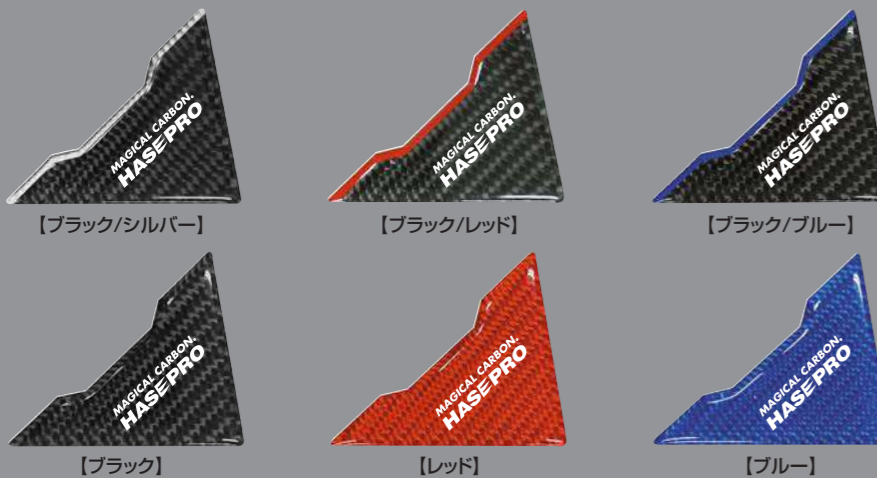 MAGICAL CARBON.
HASEPRO
MAGICAL CARBON.
HASEPRO
MAGICAL CARBON.
HASEPRO
【ブラック/シルバー】
【ブラック/レッド】
【ブラック/ブルー】
MAGICAL CARBON.
HASEPRO
MAGICAL CARBON.
HASEPRO
MAGICAL CARBON.
HASEPRO
【ブラック】
【レッド】
【ブルー】